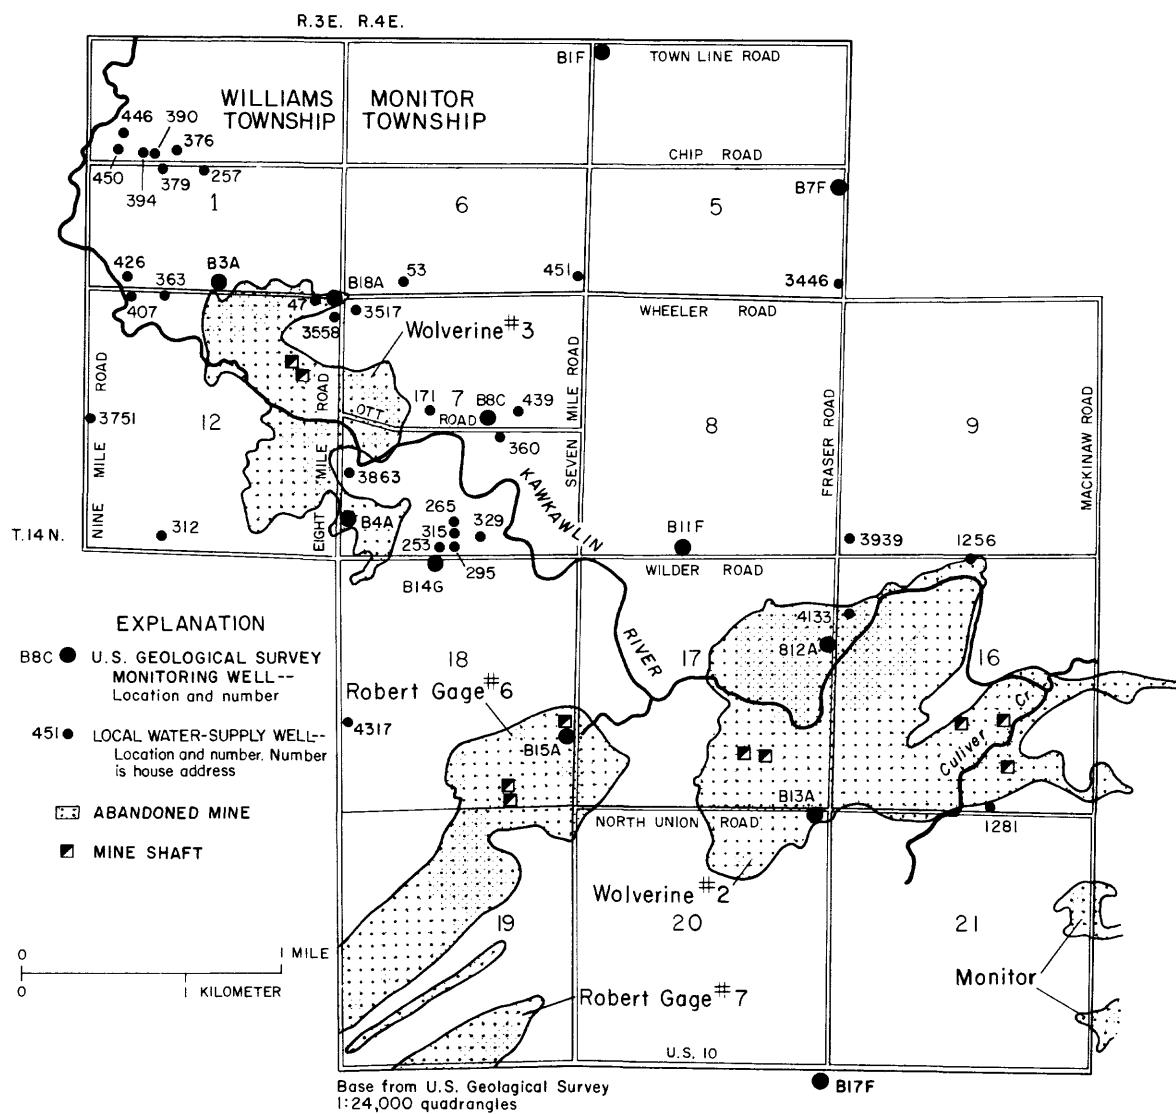 R.3E. R.4E.
B1F
TOWN LINE ROAD
WILLIAMS
TOWNSHIP
MONITOR
TOWNSHIP
446
390
376
450
394
379
257
CHIP ROAD
B7F
1
6
5
426
363
B3A
407
47
B18A
53
451
3446
3558
3517
WHEELER ROAD
Wolverine #3
NINE MILE ROAD
EIGHT MILE ROAD
SEVEN MILE ROAD
FRASER ROAD
MACKINAW ROAD
3751
12
OTT ROAD
171
7
B8C
439
360
8
9
3863
KAWKAWLIN RIVER
T.14 N.
312
B4A
265
315
253
329
295
B14G
B11F
3939
1256
WILDER ROAD
EXPLANATION
B8C U.S. GEOLOGICAL SURVEY
MONITORING WELL--
Location and number
451 LOCAL WATER-SUPPLY WELL--
Location and number. Number
is house address
ABANDONED MINE
MINE SHAFT
18
17
16
4133
812A
Robert Gage #6
4317
B15A
Culiver Cr.
B13A
NORTH UNION ROAD
1281
Wolverine #2
19
20
21
Monitor
Robert Gage #7
0 1 MILE
0 1 KILOMETER
U.S. 10
B17F
Base from U.S. Geological Survey
1:24,000 quadrangles